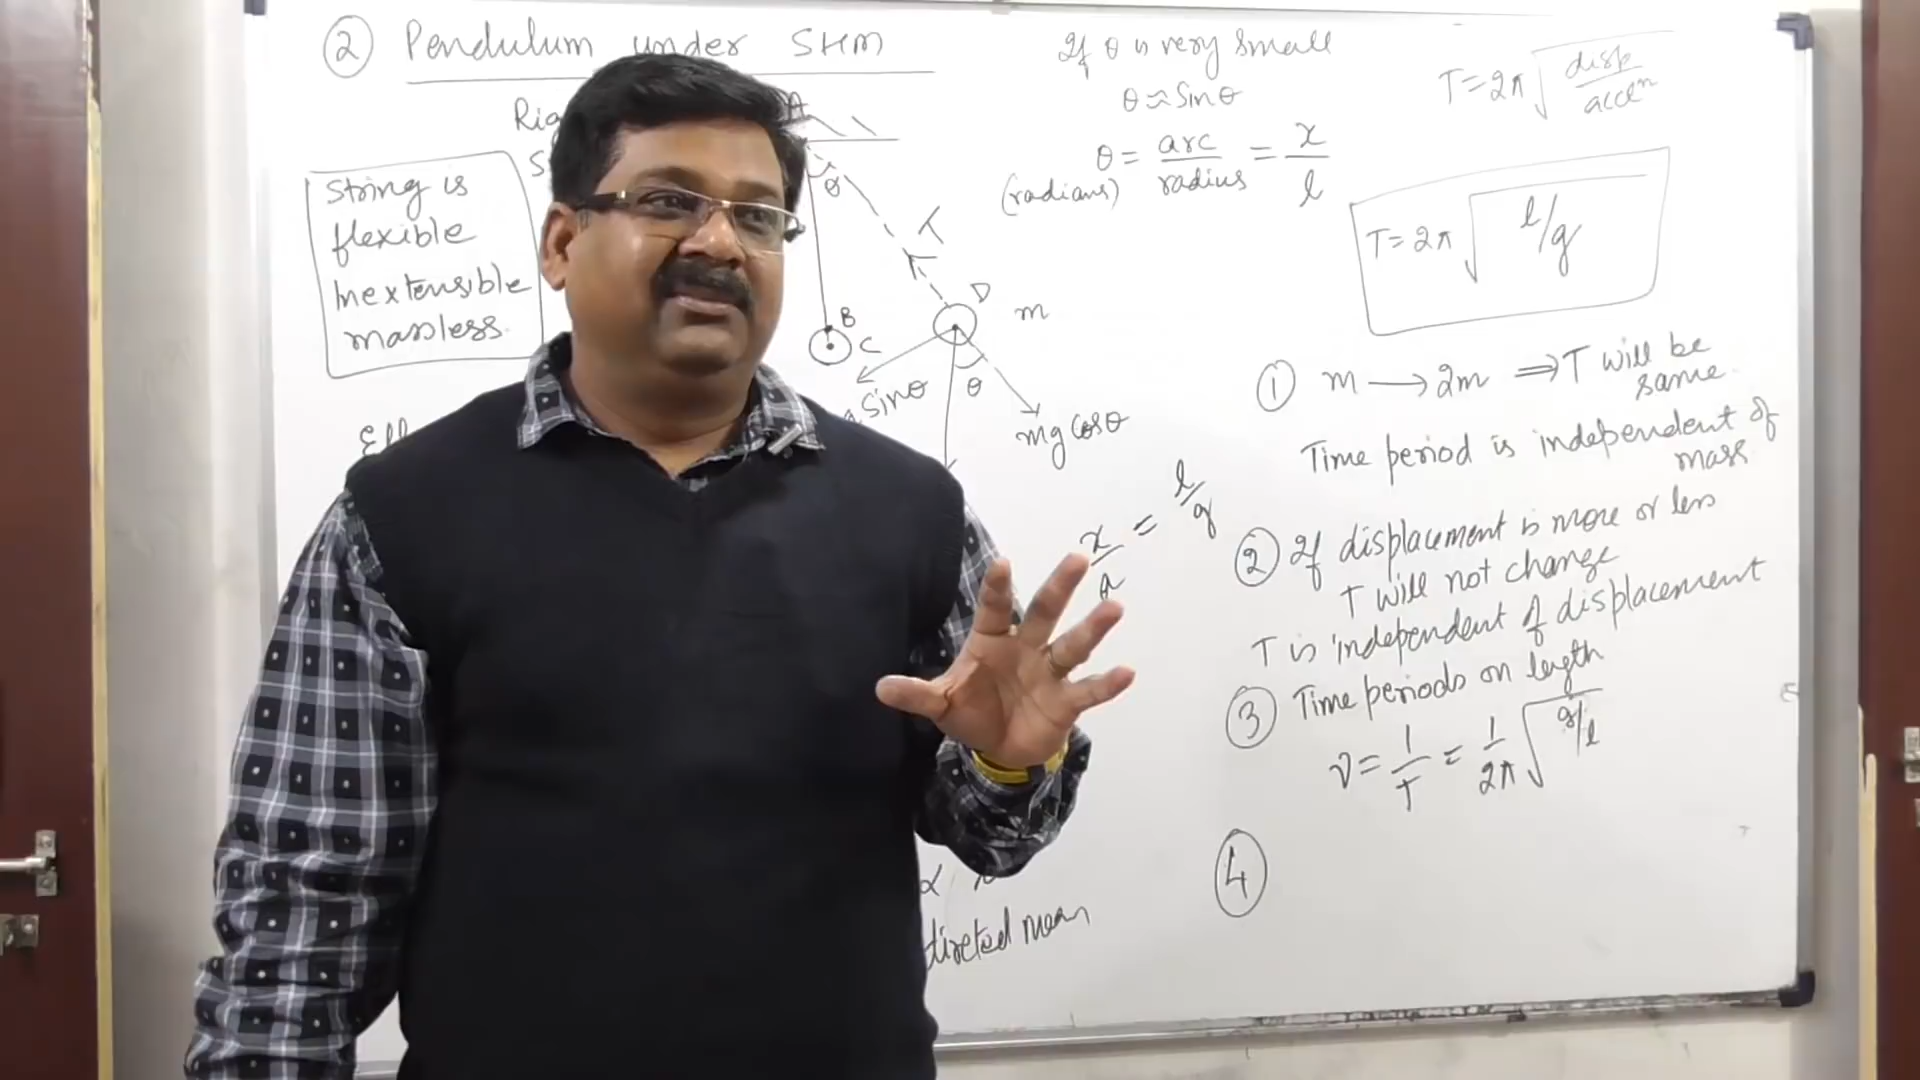 ② Pendulum under SHM
String is
flexible
Inextensible
massless.
A
θ
T
B
C
D
m
θ
sinθ
mg cosθ
x/a = l/g
directed mean
If θ is very small
θ ≈ Sinθ
θ = arc/radius = x/l
(radians)
T = 2π √disp/accln
T = 2π √l/g
① m → 2m ⇒ T will be
same
Time period is independent of
mass
② If displacement is more or less
T will not change
T is independent of displacement
③ Time periods on length
ν = 1/T = 1/2π √g/l
④